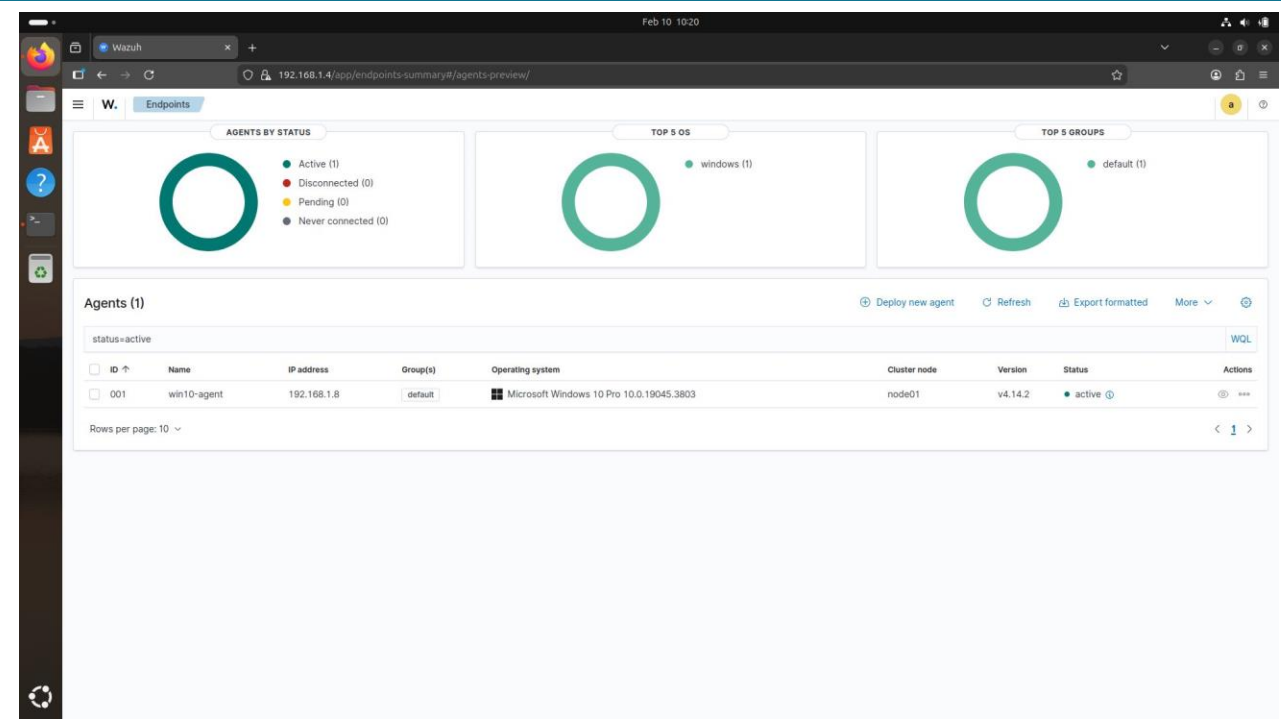 Feb 10 10:20
Wazuh
192.168.1.4/app/endpoints-summary#/agents-preview/
W. Endpoints
a
AGENTS BY STATUS
Active (1)
Disconnected (0)
Pending (0)
Never connected (0)
TOP 5 OS
windows (1)
TOP 5 GROUPS
default (1)
Agents (1)
Deploy new agent Refresh Export formatted More
status=active WQL
ID Name IP address Group(s) Operating system Cluster node Version Status Actions
001 win10-agent 192.168.1.8 default Microsoft Windows 10 Pro 10.0.19045.3803 node01 v4.14.2 active
Rows per page: 10 < 1 >